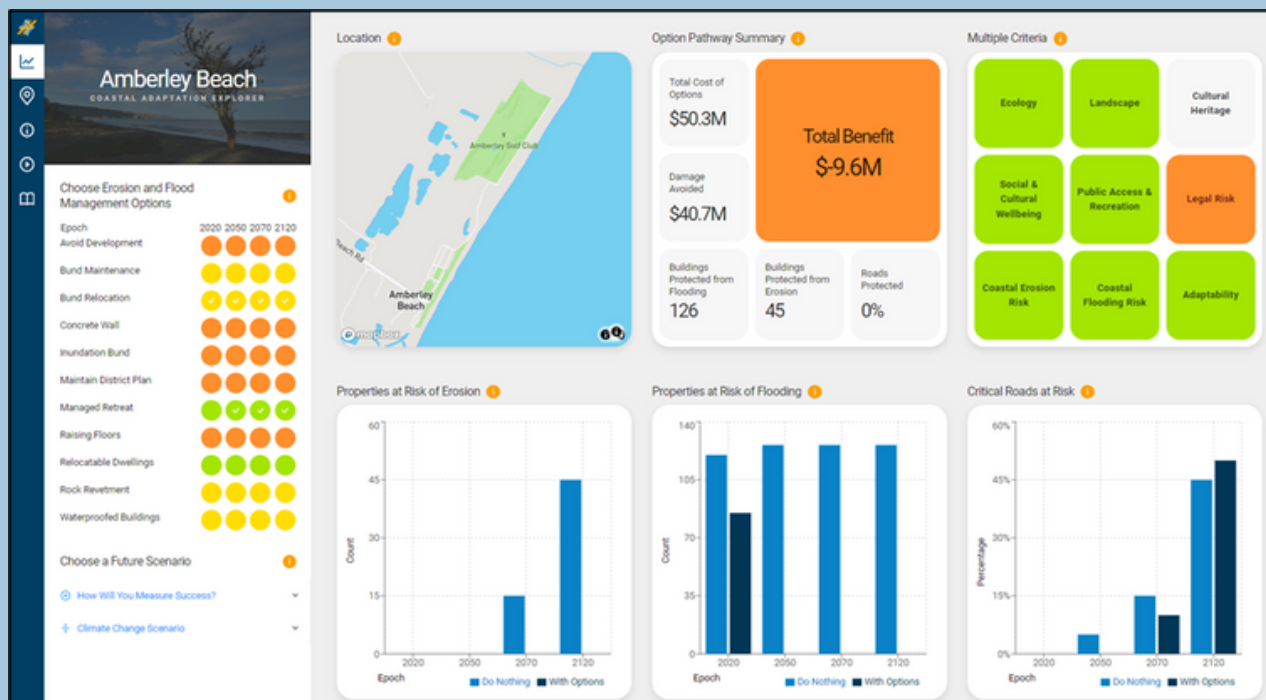 Amberley Beach
COASTAL ADAPTATION EXPLORER
Choose Erosion and Flood
Management Options
Epoch
2020 2050 2070 2120
Avoid Development
Bund Maintenance
Bund Relocation
Concrete Wall
Inundation Bund
Maintain District Plan
Managed Retreat
Raising Floors
Relocatable Dwellings
Rock Revetment
Waterproofed Buildings
Choose a Future Scenario
How Will You Measure Success?
Climate Change Scenario
Location
Amberley Golf Club
Beach Rd
Amberley
Beach
mapbox
Option Pathway Summary
Total Cost of
Options
$50.3M
Total Benefit
$-9.6M
Damage
Avoided
$40.7M
Buildings
Protected from
Flooding
126
Buildings
Protected from
Erosion
45
Roads
Protected
0%
Multiple Criteria
Ecology
Landscape
Cultural
Heritage
Social &
Cultural
Wellbeing
Public Access &
Recreation
Legal Risk
Coastal Erosion
Risk
Coastal
Flooding Risk
Adaptability
Properties at Risk of Erosion
60
45
30
15
0
Count
2020 2050 2070 2120
Epoch
Do Nothing With Options
Properties at Risk of Flooding
140
105
70
35
0
Count
2020 2050 2070 2120
Epoch
Do Nothing With Options
Critical Roads at Risk
60%
45%
30%
15%
0%
Percentage
2020 2050 2070 2120
Epoch
Do Nothing With Options